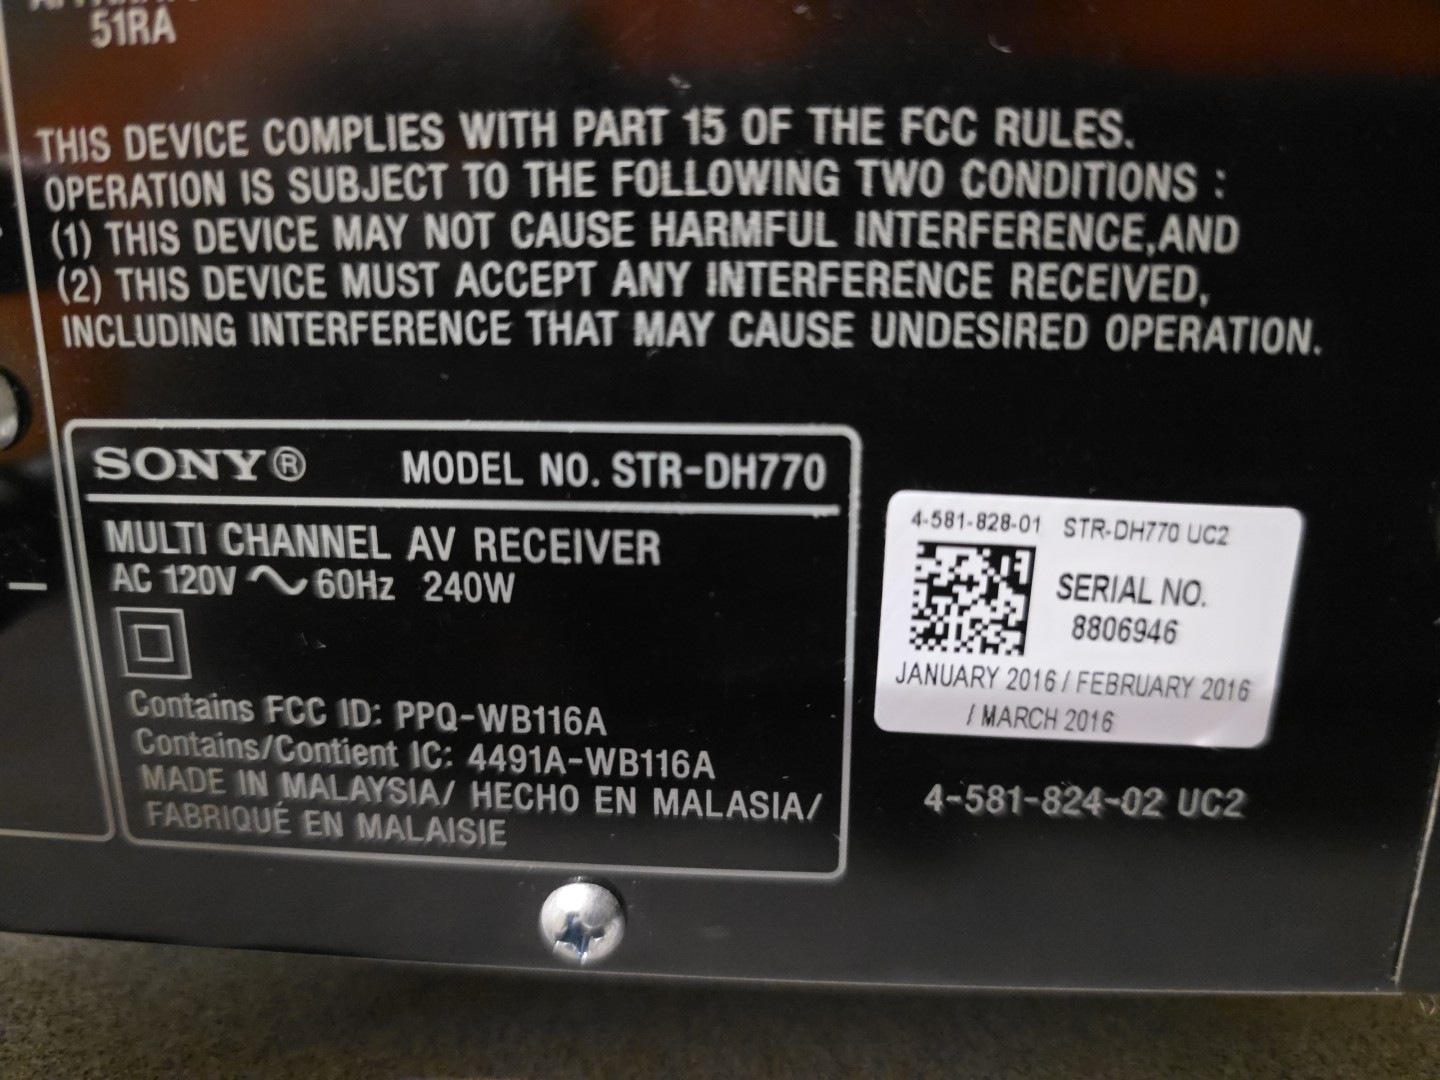 51RA
THIS DEVICE COMPLIES WITH PART 15 OF THE FCC RULES.
OPERATION IS SUBJECT TO THE FOLLOWING TWO CONDITIONS :
(1) THIS DEVICE MAY NOT CAUSE HARMFUL INTERFERENCE,AND
(2) THIS DEVICE MUST ACCEPT ANY INTERFERENCE RECEIVED,
INCLUDING INTERFERENCE THAT MAY CAUSE UNDESIRED OPERATION.
SONY® MODEL NO. STR-DH770
MULTI CHANNEL AV RECEIVER
AC 120V ~ 60Hz 240W
Contains FCC ID: PPQ-WB116A
Contains/Contient IC: 4491A-WB116A
MADE IN MALAYSIA/ HECHO EN MALASIA/
FABRIQUÉ EN MALAISIE
4-581-828-01 STR-DH770 UC2
SERIAL NO.
8806946
JANUARY 2016 / FEBRUARY 2016
/ MARCH 2016
4-581-824-02 UC2